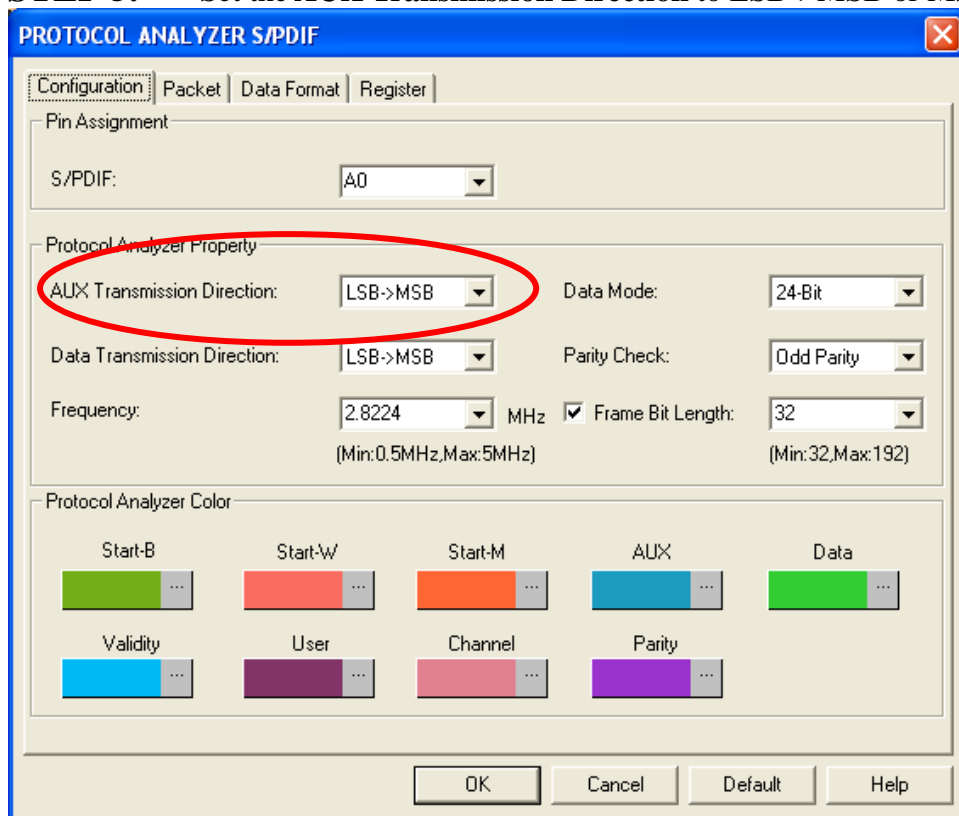 PROTOCOL ANALYZER S/PDIF
Configuration Packet Data Format Register
Pin Assignment
S/PDIF: A0
Protocol Analyzer Property
AUX Transmission Direction: LSB->MSB Data Mode: 24-Bit
Data Transmission Direction: LSB->MSB Parity Check: Odd Parity
Frequency: 2.8224 MHz Frame Bit Length: 32
(Min:0.5MHz,Max:5MHz) (Min:32,Max:192)
Protocol Analyzer Color
Start-B Start-W Start-M AUX Data
... ... ... ... ...
Validity User Channel Parity
... ... ... ...
OK Cancel Default Help